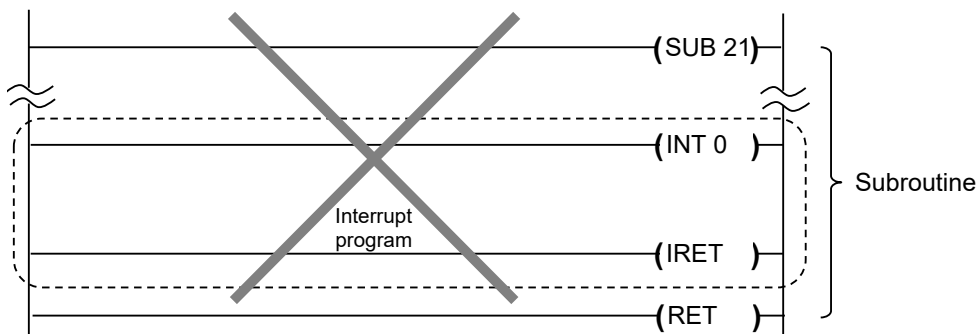 (SUB 21 )
(INT 0 )
Subroutine
Interrupt
program
(IRET )
(RET )